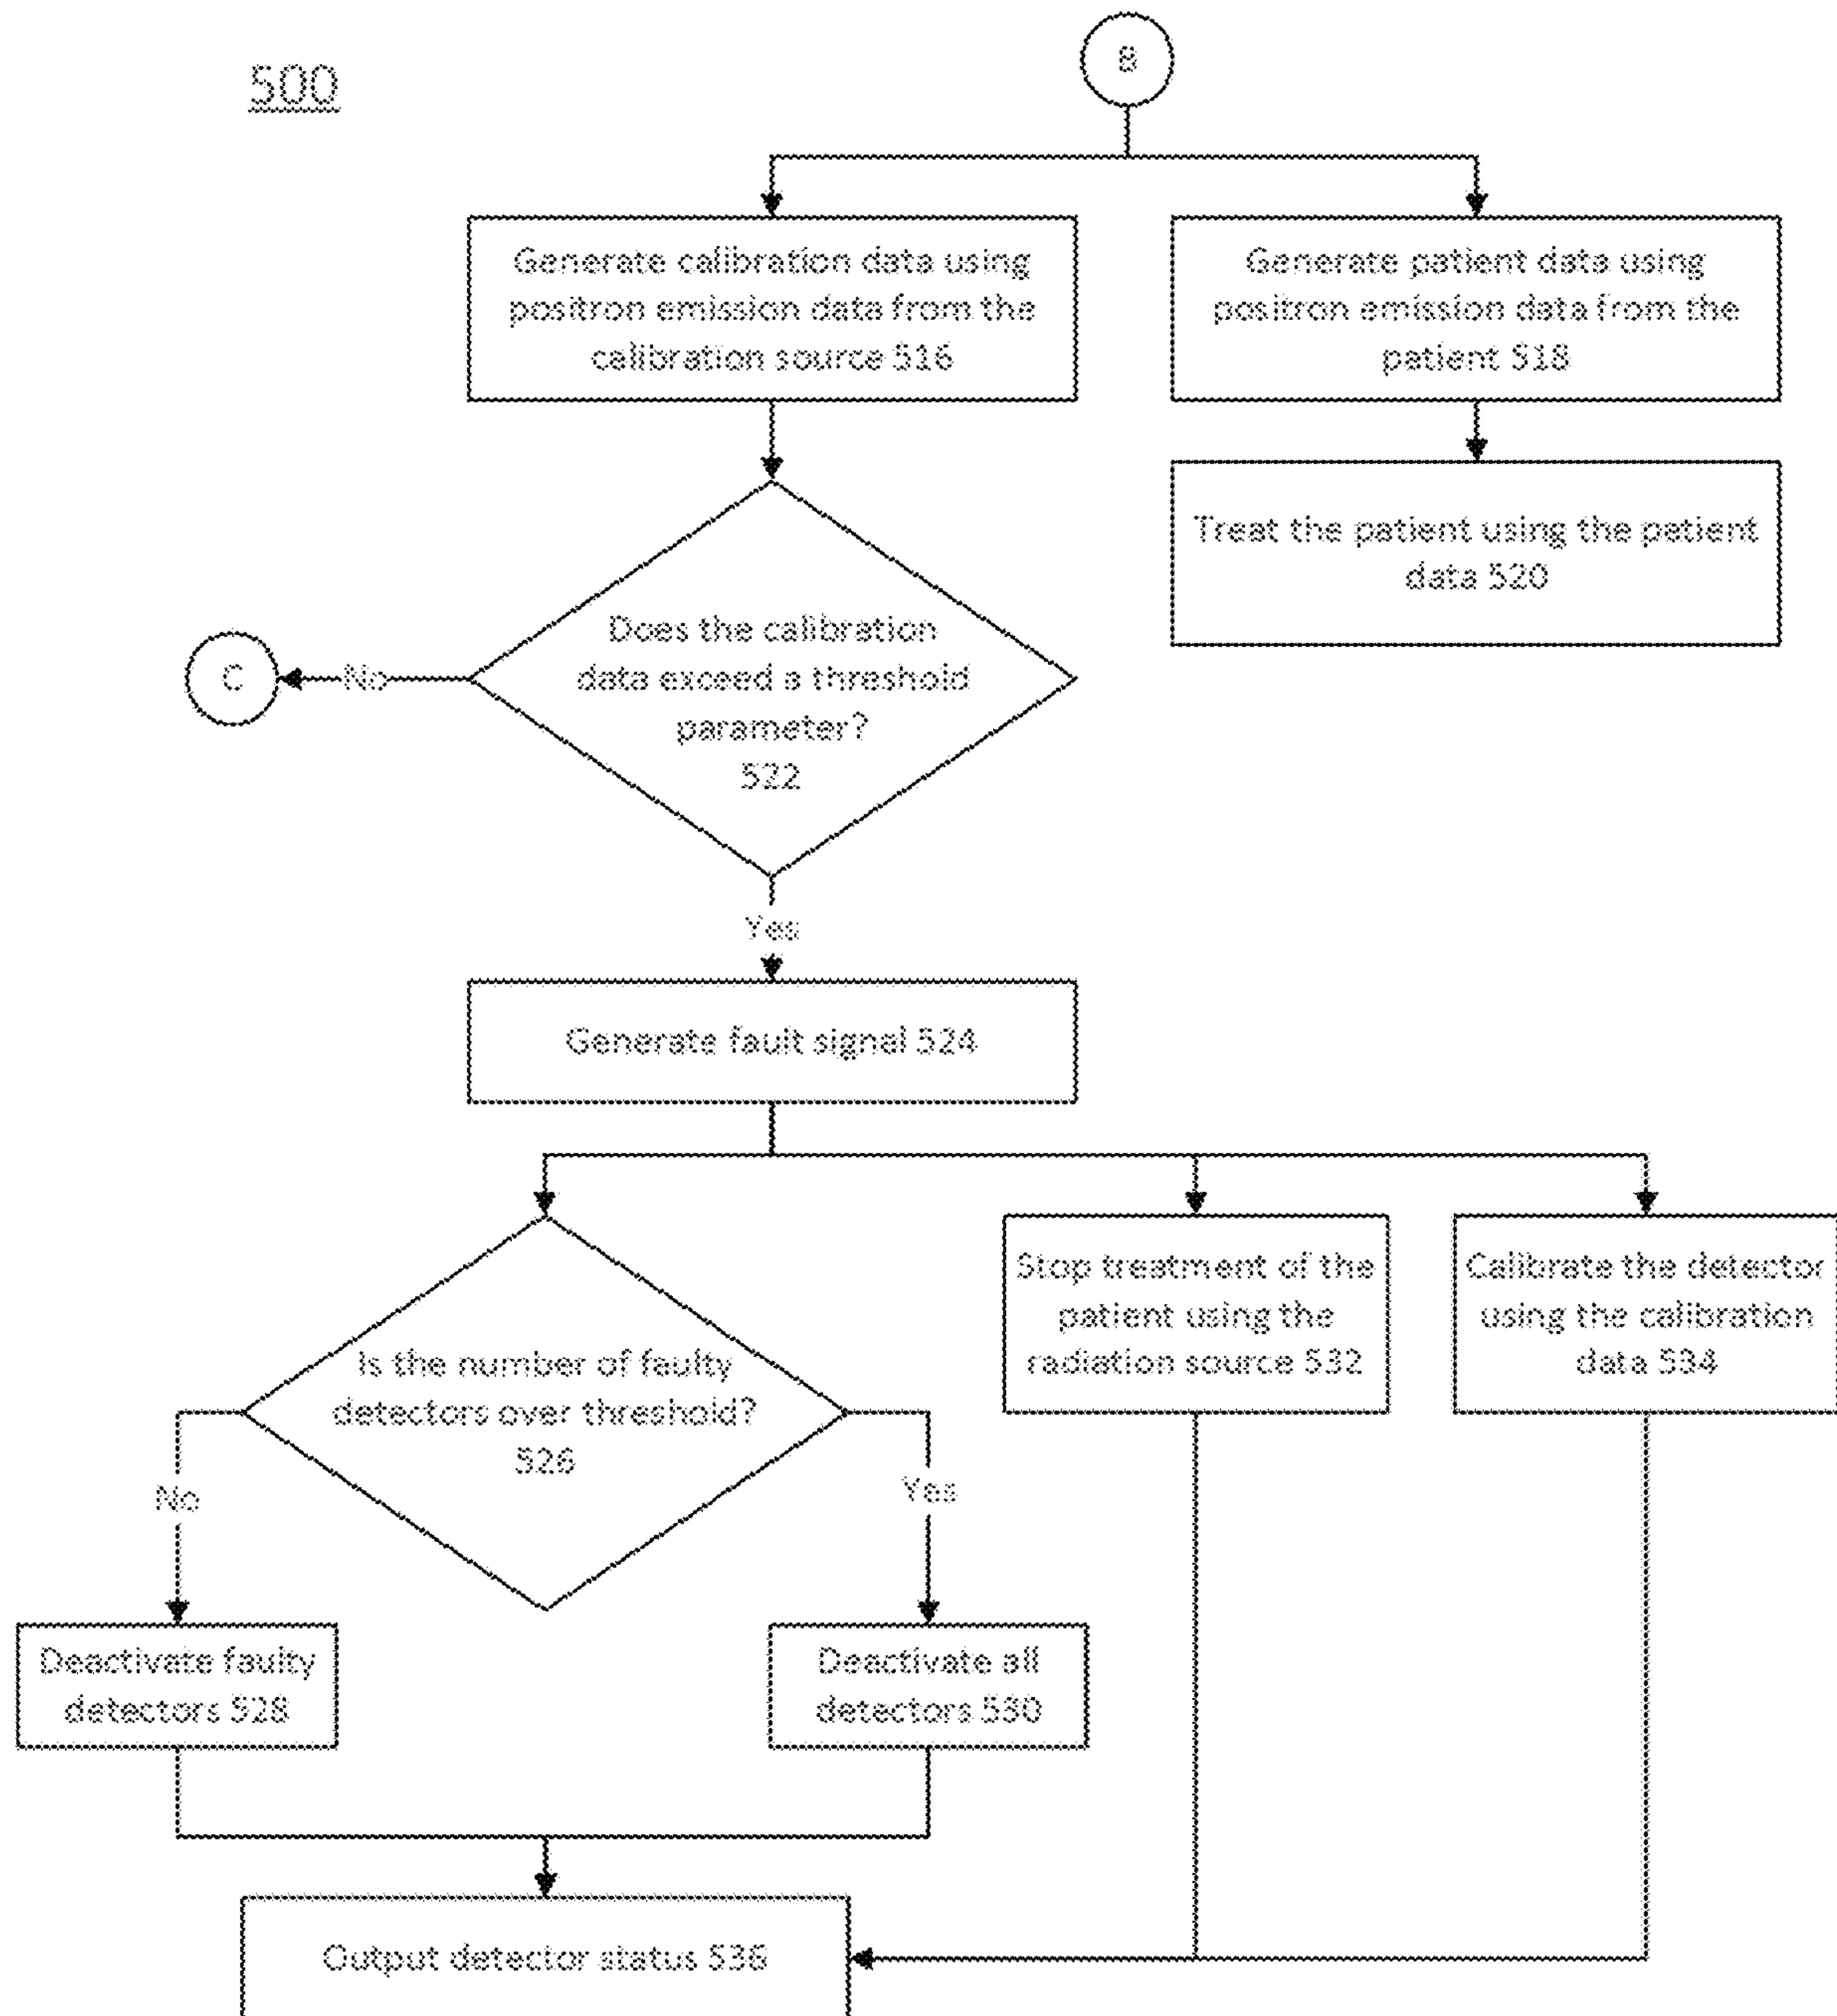 500
B
Generate calibration data using
positron emission data from the
calibration source 516
Generate patient data using
positron emission data from the
patient 518
Treat the patient using the patient
data 520
Does the calibration
data exceed a threshold
parameter?
522
No
C
Yes
Generate fault signal 524
Is the number of faulty
detectors over threshold?
526
Stop treatment of the
patient using the
radiation source 532
Calibrate the detector
using the calibration
data 534
No
Yes
Deactivate faulty
detectors 528
Deactivate all
detectors 530
Output detector status 536